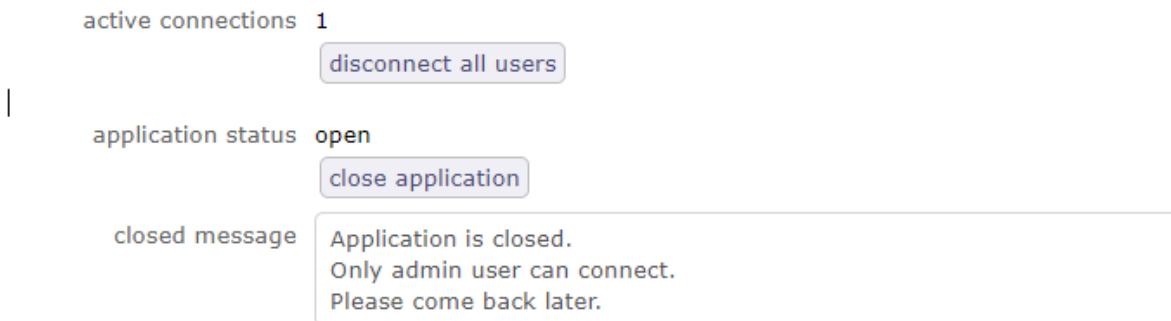 active connections 1
disconnect all users
application status open
close application
closed message Application is closed.
Only admin user can connect.
Please come back later.